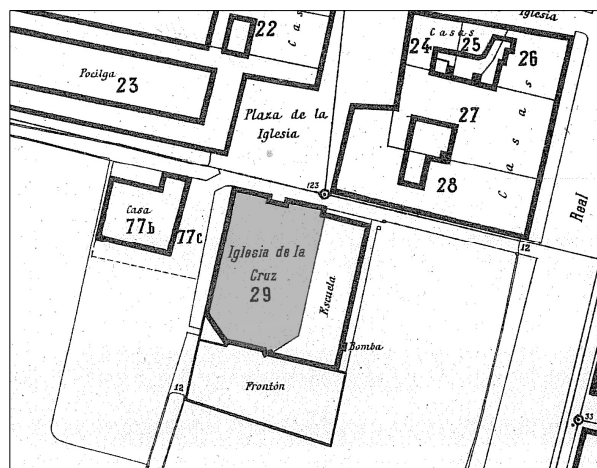 22
Casas
Iglesia
Casas
24
25
26
Pocilga
23
Plaza de la
Iglesia
27
28
Casas
Real
123
12
Casa
77b
77c
Iglesia de la
Cruz
29
Escuela
Bomba
Frontón
12
33